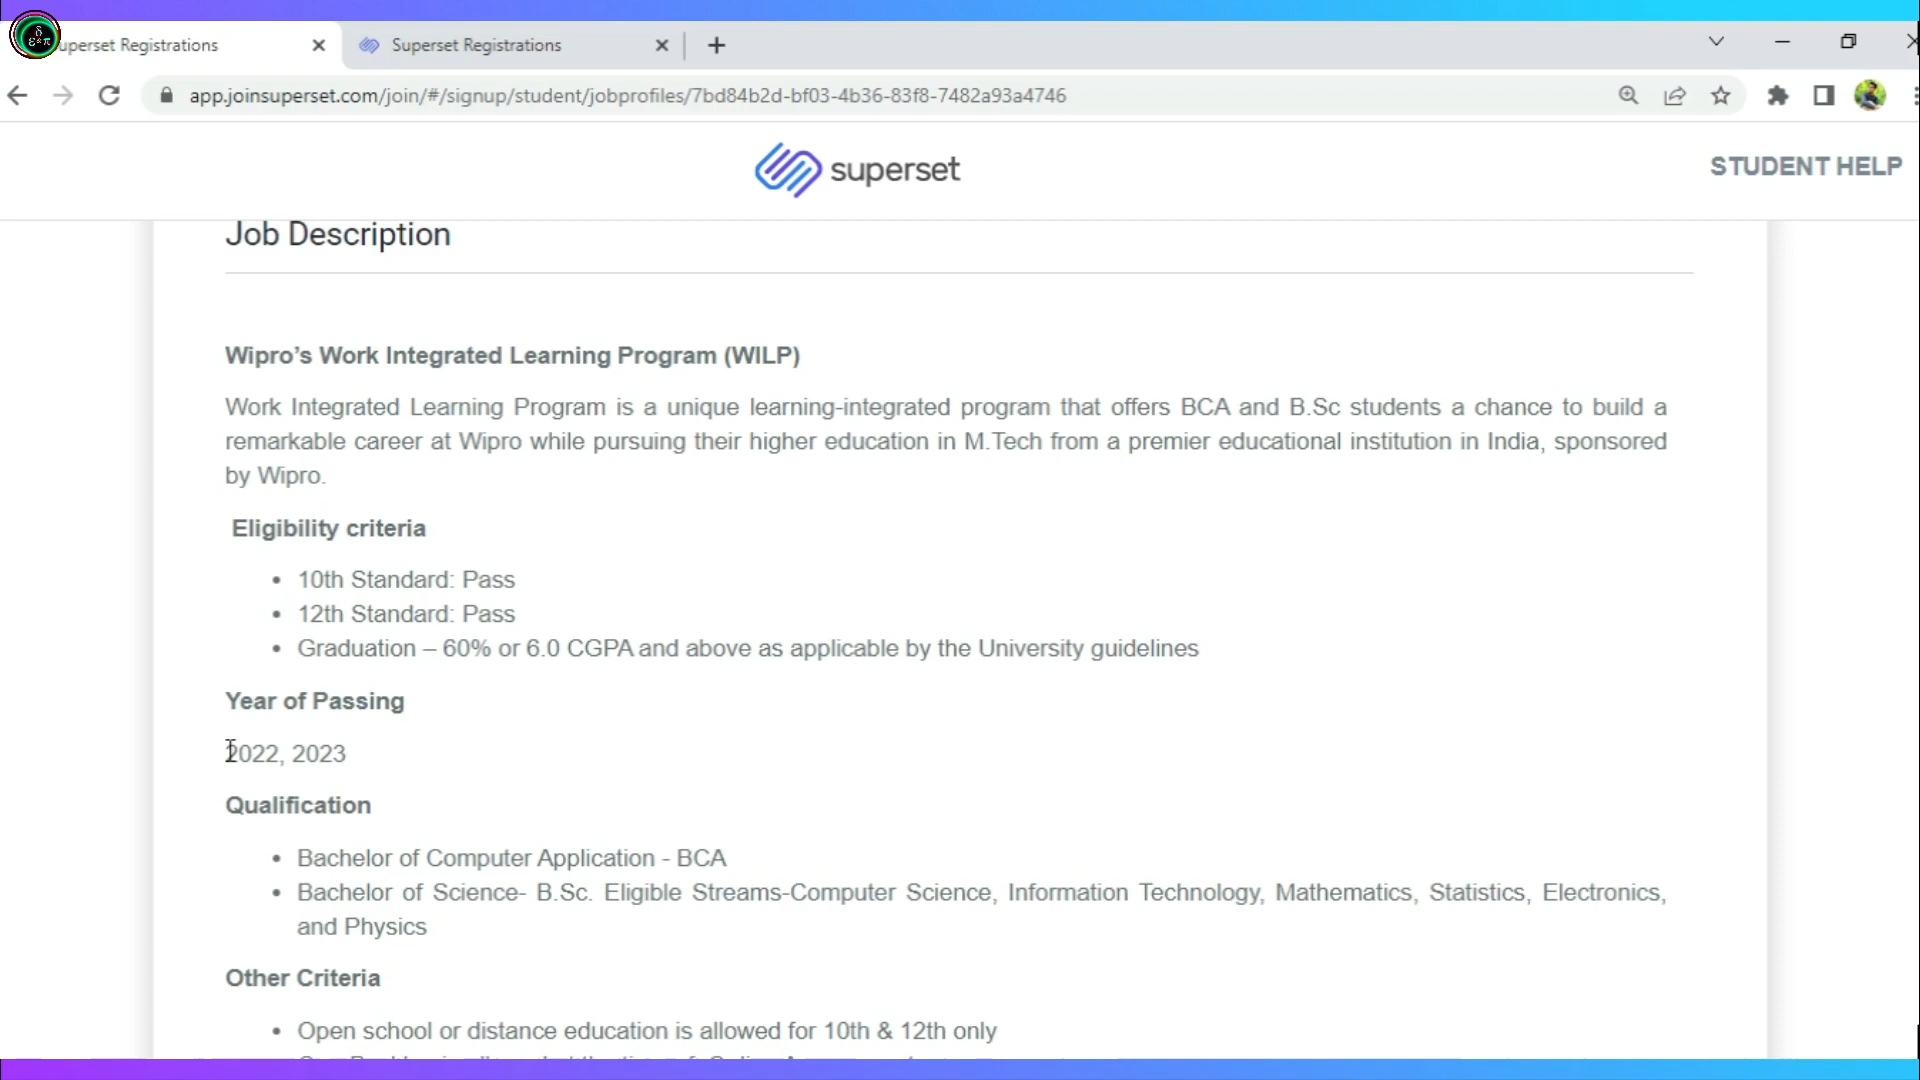 uperset Registrations
Superset Registrations
app.joinsuperset.com/join/#/signup/student/jobprofiles/7bd84b2d-bf03-4b36-83f8-7482a93a4746
superset
STUDENT HELP
Job Description
Wipro’s Work Integrated Learning Program (WILP)
Work Integrated Learning Program is a unique learning-integrated program that offers BCA and B.Sc students a chance to build a
remarkable career at Wipro while pursuing their higher education in M.Tech from a premier educational institution in India, sponsored
by Wipro.
Eligibility criteria
• 10th Standard: Pass
• 12th Standard: Pass
• Graduation – 60% or 6.0 CGPA and above as applicable by the University guidelines
Year of Passing
2022, 2023
Qualification
• Bachelor of Computer Application - BCA
• Bachelor of Science- B.Sc. Eligible Streams-Computer Science, Information Technology, Mathematics, Statistics, Electronics,
and Physics
Other Criteria
• Open school or distance education is allowed for 10th & 12th only